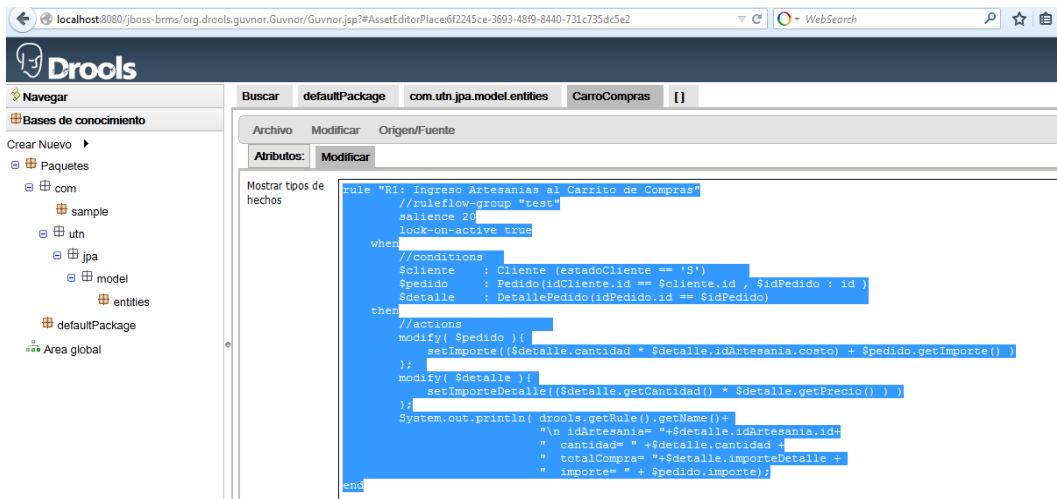 localhost:8080/jboss-brms/org.drools.guvnor.Guvnor/Guvnor.jsp?#AssetEditorPlace:6f2245ce-3693-48f9-8440-731c735dc5e2
WebSearch
Drools
Navegar
Bases de conocimiento
Crear Nuevo
Paquetes
com
sample
utn
jpa
model
entities
defaultPackage
Area global
Buscar defaultPackage com.utn.jpa.model.entities CarroCompras []
Archivo Modificar Origen/Fuente
Atributos: Modificar
Mostrar tipos de
hechos
rule "R1: Ingreso Artesanias al Carrito de Compras"
//ruleflow-group "test"
salience 20
lock-on-active true
when
//conditions
$cliente : Cliente (estadoCliente == 'S')
$pedido : Pedido(idCliente.id == $cliente.id , $idPedido : id )
$detalle : DetallePedido(idPedido.id == $idPedido)
then
//actions
modify( $pedido ){
setImporte(($detalle.cantidad * $detalle.idArtesania.costo) + $pedido.getImporte() )
};
modify( $detalle ){
setImporteDetalle(($detalle.getCantidad() * $detalle.getPrecio() ) )
};
System.out.println( drools.getRule().getName()+
"\n idArtesania= "+$detalle.idArtesania.id+
" cantidad= " +$detalle.cantidad +
" totalCompra= "+$detalle.importeDetalle +
" importe= " + $pedido.importe);
end